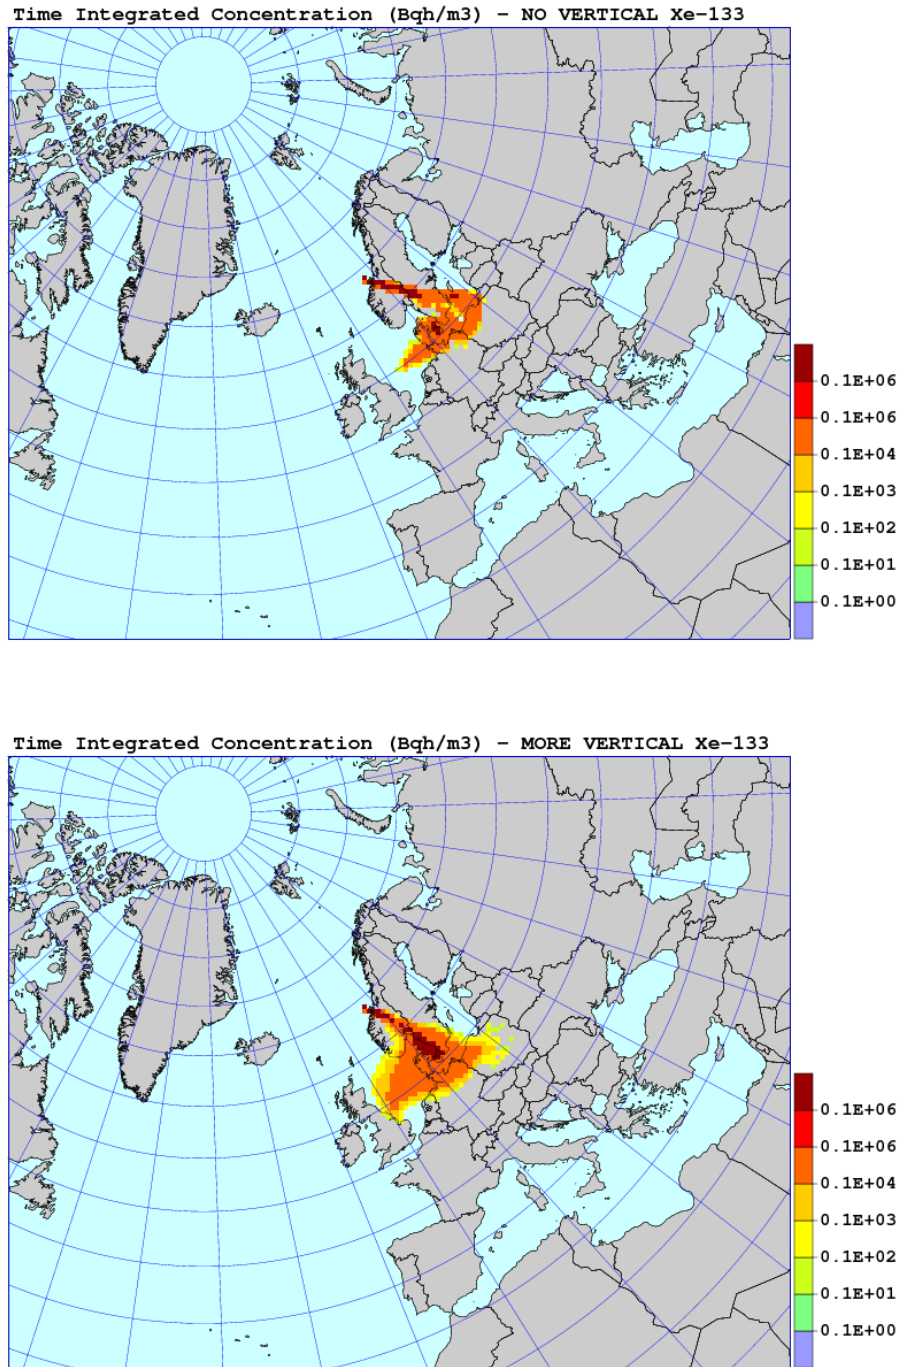 Time Integrated Concentration (Bqh/m3) - NO VERTICAL Xe-133
0.1E+06
0.1E+06
0.1E+04
0.1E+03
0.1E+02
0.1E+01
0.1E+00
Time Integrated Concentration (Bqh/m3) - MORE VERTICAL Xe-133
0.1E+06
0.1E+06
0.1E+04
0.1E+03
0.1E+02
0.1E+01
0.1E+00